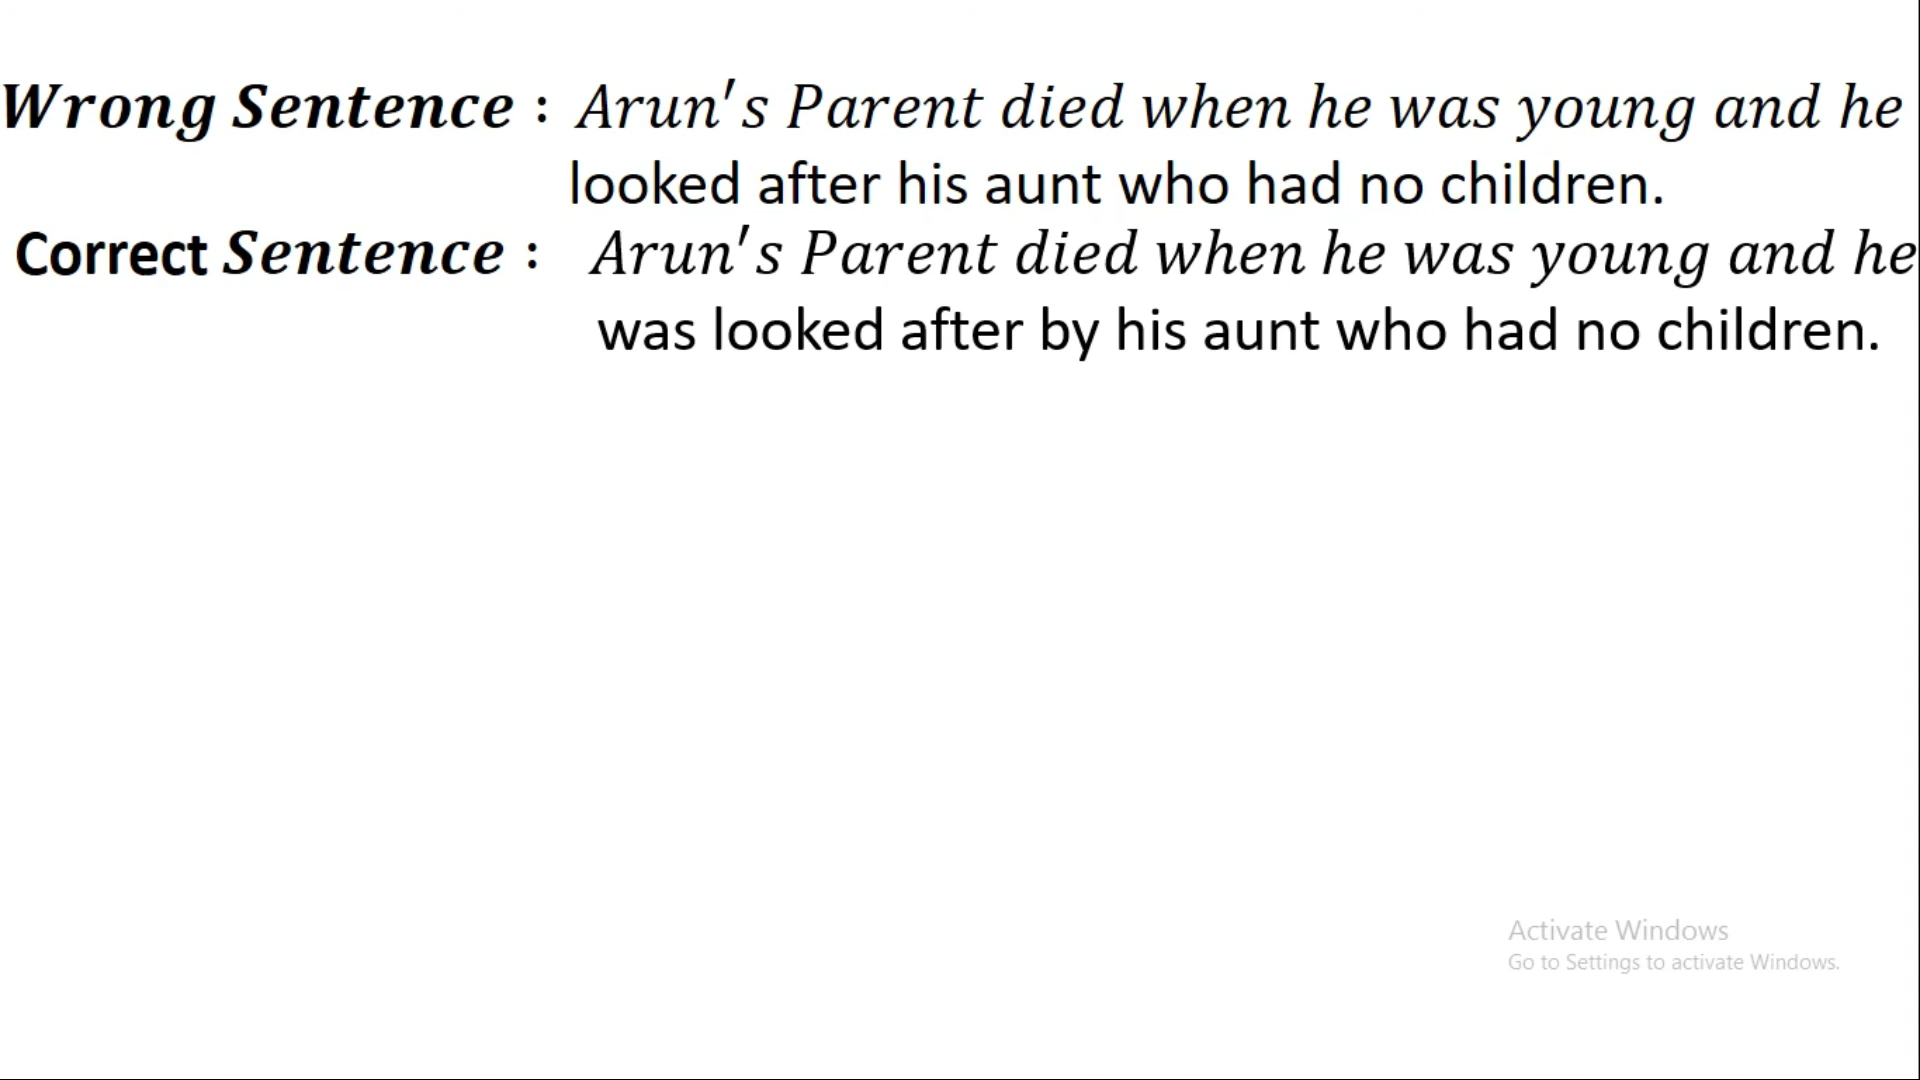 Wrong Sentence : Arun's Parent died when he was young and he
looked after his aunt who had no children.
Correct Sentence : Arun's Parent died when he was young and he
was looked after by his aunt who had no children.
Activate Windows
Go to Settings to activate Windows.